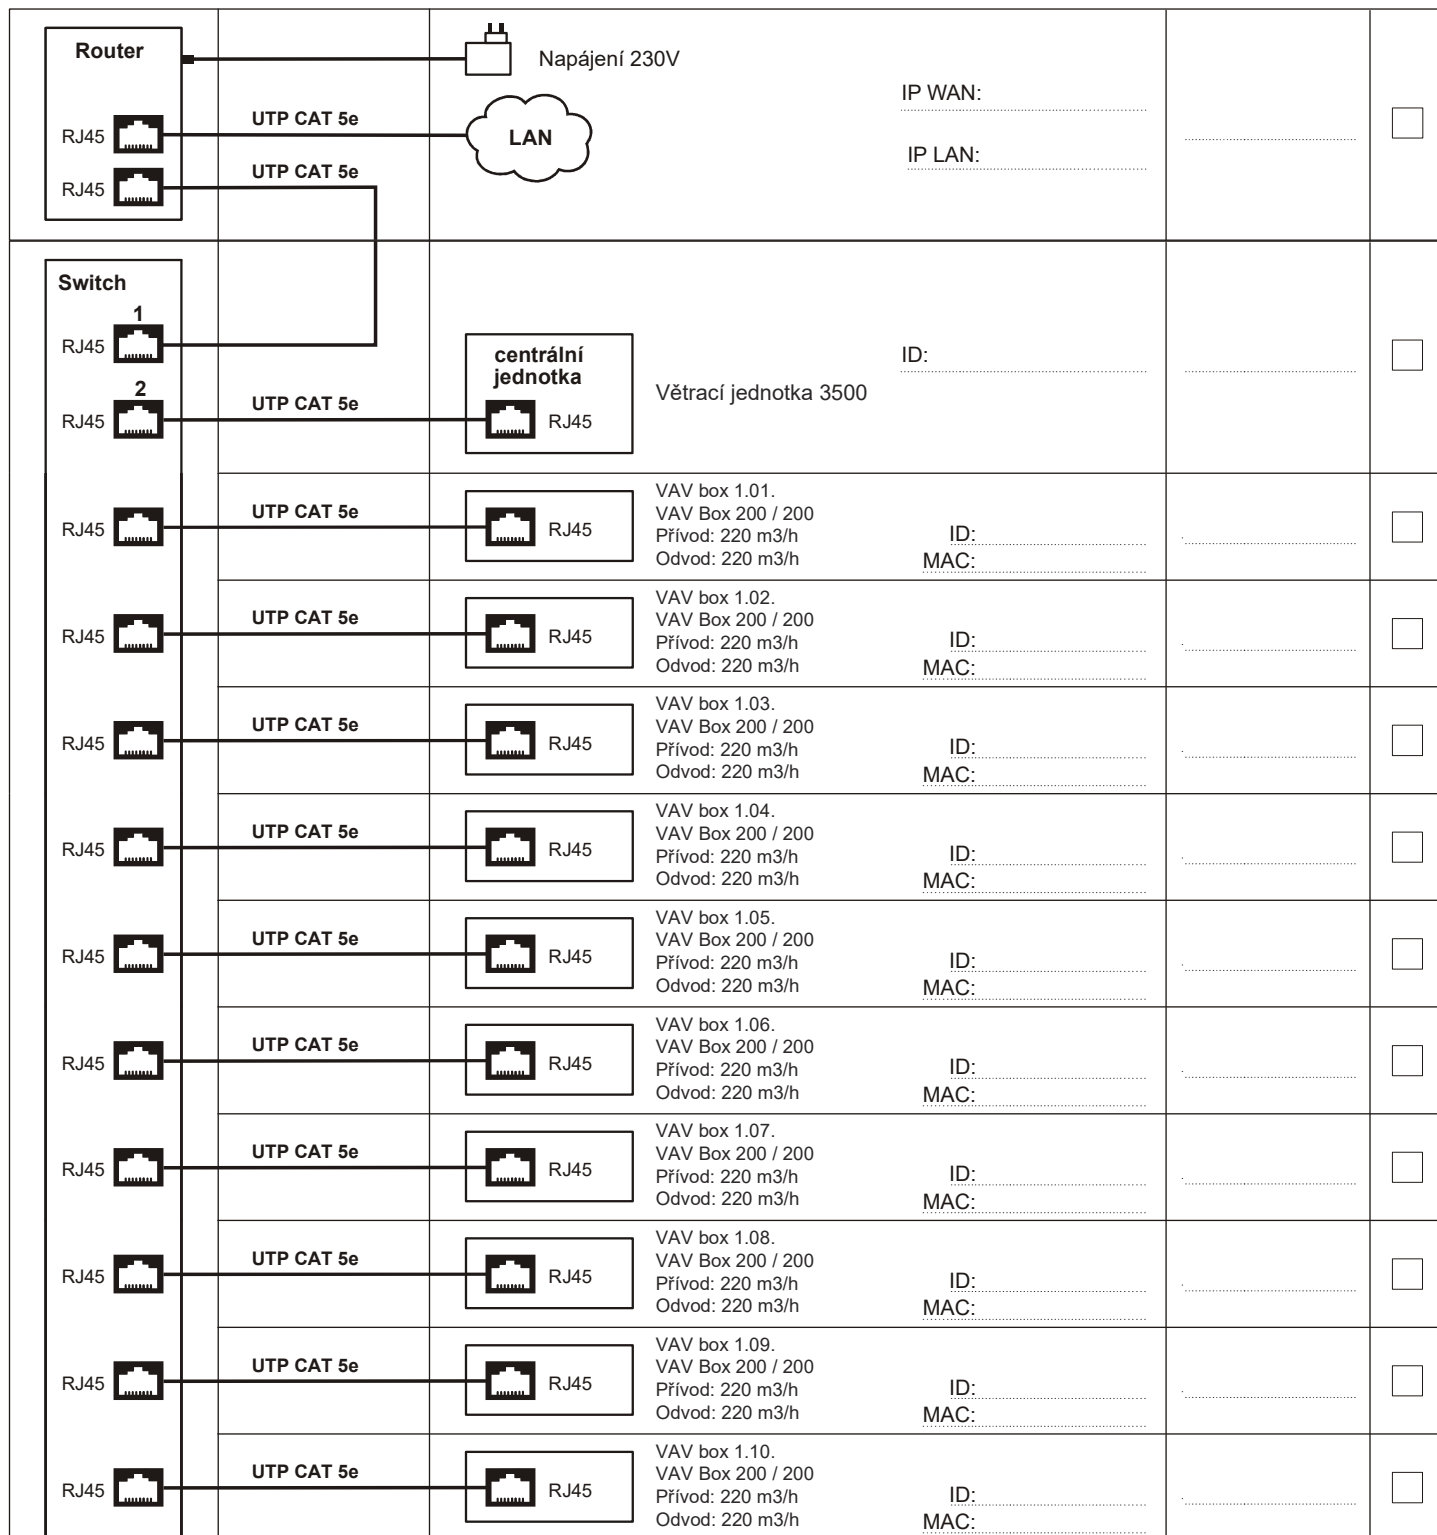 Router
Napájení 230V
IP WAN:
RJ45
UTP CAT 5e
LAN
IP LAN:
RJ45
UTP CAT 5e
Switch
1
RJ45
centrální
jednotka
ID:
2
RJ45
UTP CAT 5e
RJ45
Větrací jednotka 3500
RJ45
UTP CAT 5e
RJ45
VAV box 1.01.
VAV Box 200 / 200
Přívod: 220 m3/h
Odvod: 220 m3/h
ID:
MAC:
RJ45
UTP CAT 5e
RJ45
VAV box 1.02.
VAV Box 200 / 200
Přívod: 220 m3/h
Odvod: 220 m3/h
ID:
MAC:
RJ45
UTP CAT 5e
RJ45
VAV box 1.03.
VAV Box 200 / 200
Přívod: 220 m3/h
Odvod: 220 m3/h
ID:
MAC:
RJ45
UTP CAT 5e
RJ45
VAV box 1.04.
VAV Box 200 / 200
Přívod: 220 m3/h
Odvod: 220 m3/h
ID:
MAC:
RJ45
UTP CAT 5e
RJ45
VAV box 1.05.
VAV Box 200 / 200
Přívod: 220 m3/h
Odvod: 220 m3/h
ID:
MAC:
RJ45
UTP CAT 5e
RJ45
VAV box 1.06.
VAV Box 200 / 200
Přívod: 220 m3/h
Odvod: 220 m3/h
ID:
MAC:
RJ45
UTP CAT 5e
RJ45
VAV box 1.07.
VAV Box 200 / 200
Přívod: 220 m3/h
Odvod: 220 m3/h
ID:
MAC:
RJ45
UTP CAT 5e
RJ45
VAV box 1.08.
VAV Box 200 / 200
Přívod: 220 m3/h
Odvod: 220 m3/h
ID:
MAC:
RJ45
UTP CAT 5e
RJ45
VAV box 1.09.
VAV Box 200 / 200
Přívod: 220 m3/h
Odvod: 220 m3/h
ID:
MAC:
RJ45
UTP CAT 5e
RJ45
VAV box 1.10.
VAV Box 200 / 200
Přívod: 220 m3/h
Odvod: 220 m3/h
ID:
MAC: